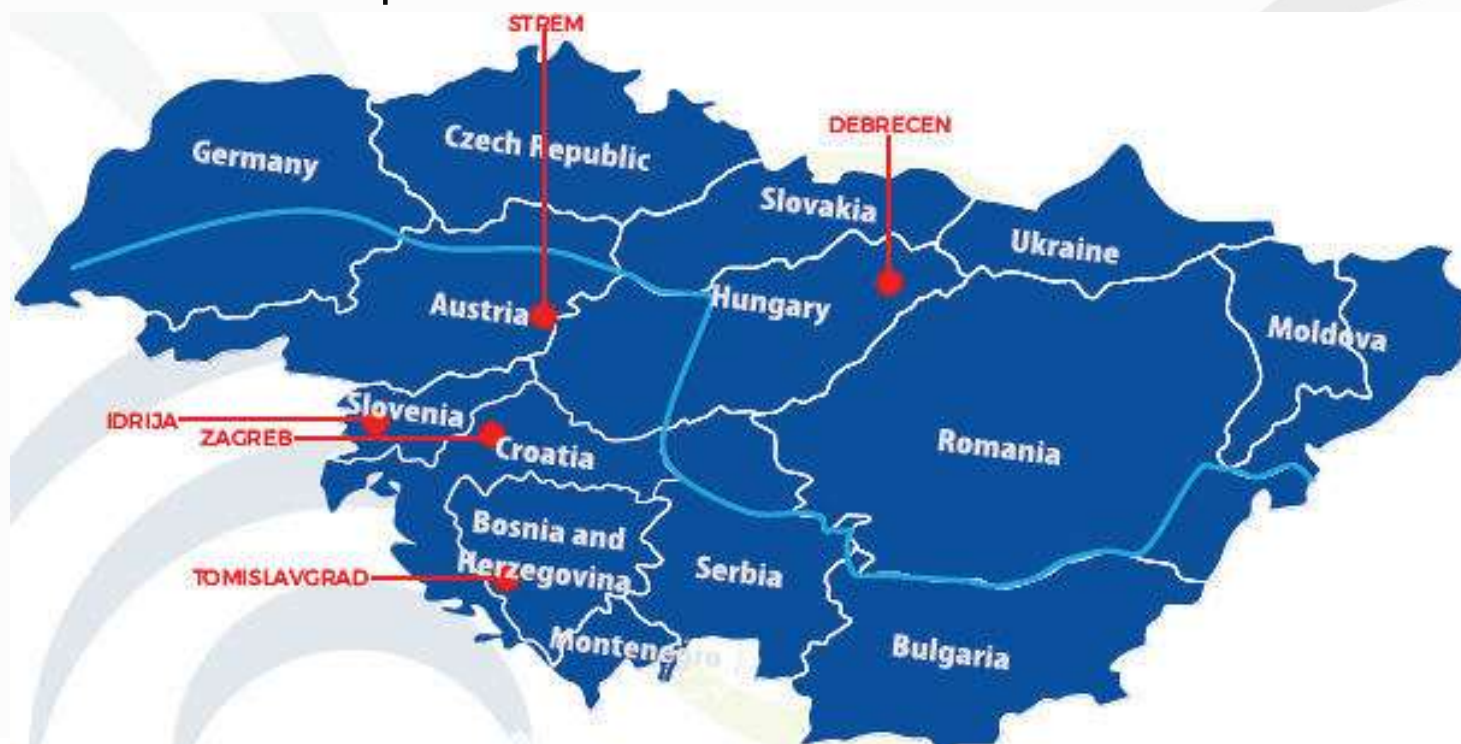 STREM
DEBRECEN
Germany
Czech Republic
Slovakia
Ukraine
Austria
Hungary
Moldova
IDRIJA
Slovenia
ZAGREB
Croatia
Romania
Bosnia and
Herzegovina
TOMISLAVGRAD
Serbia
Montenegro
Bulgaria